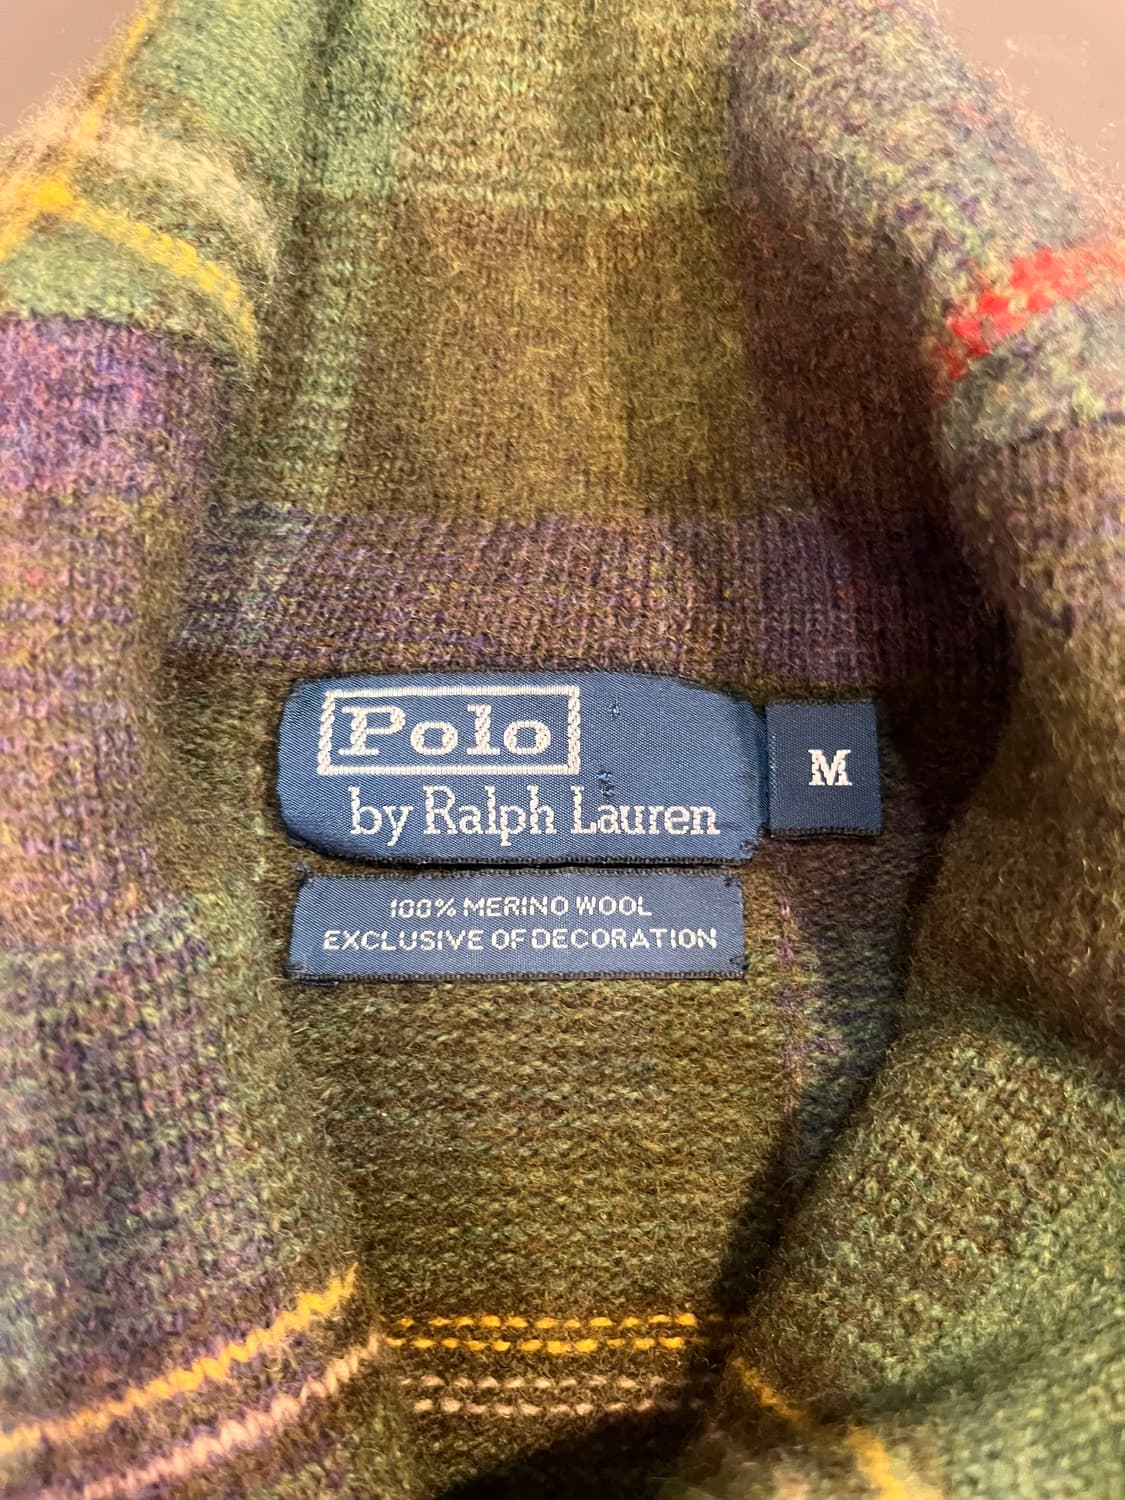 Polo
by Ralph Lauren
M
100% MERINO WOOL
EXCLUSIVE OF DECORATION